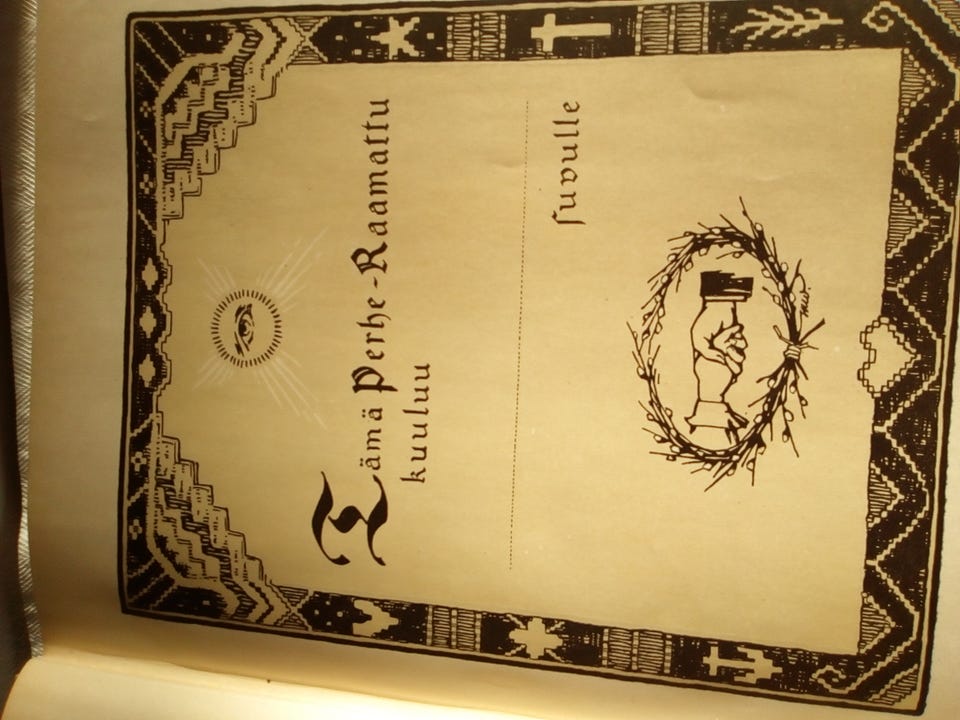 Tämä Perhe-Raamattu
kuuluu
ſuvulle